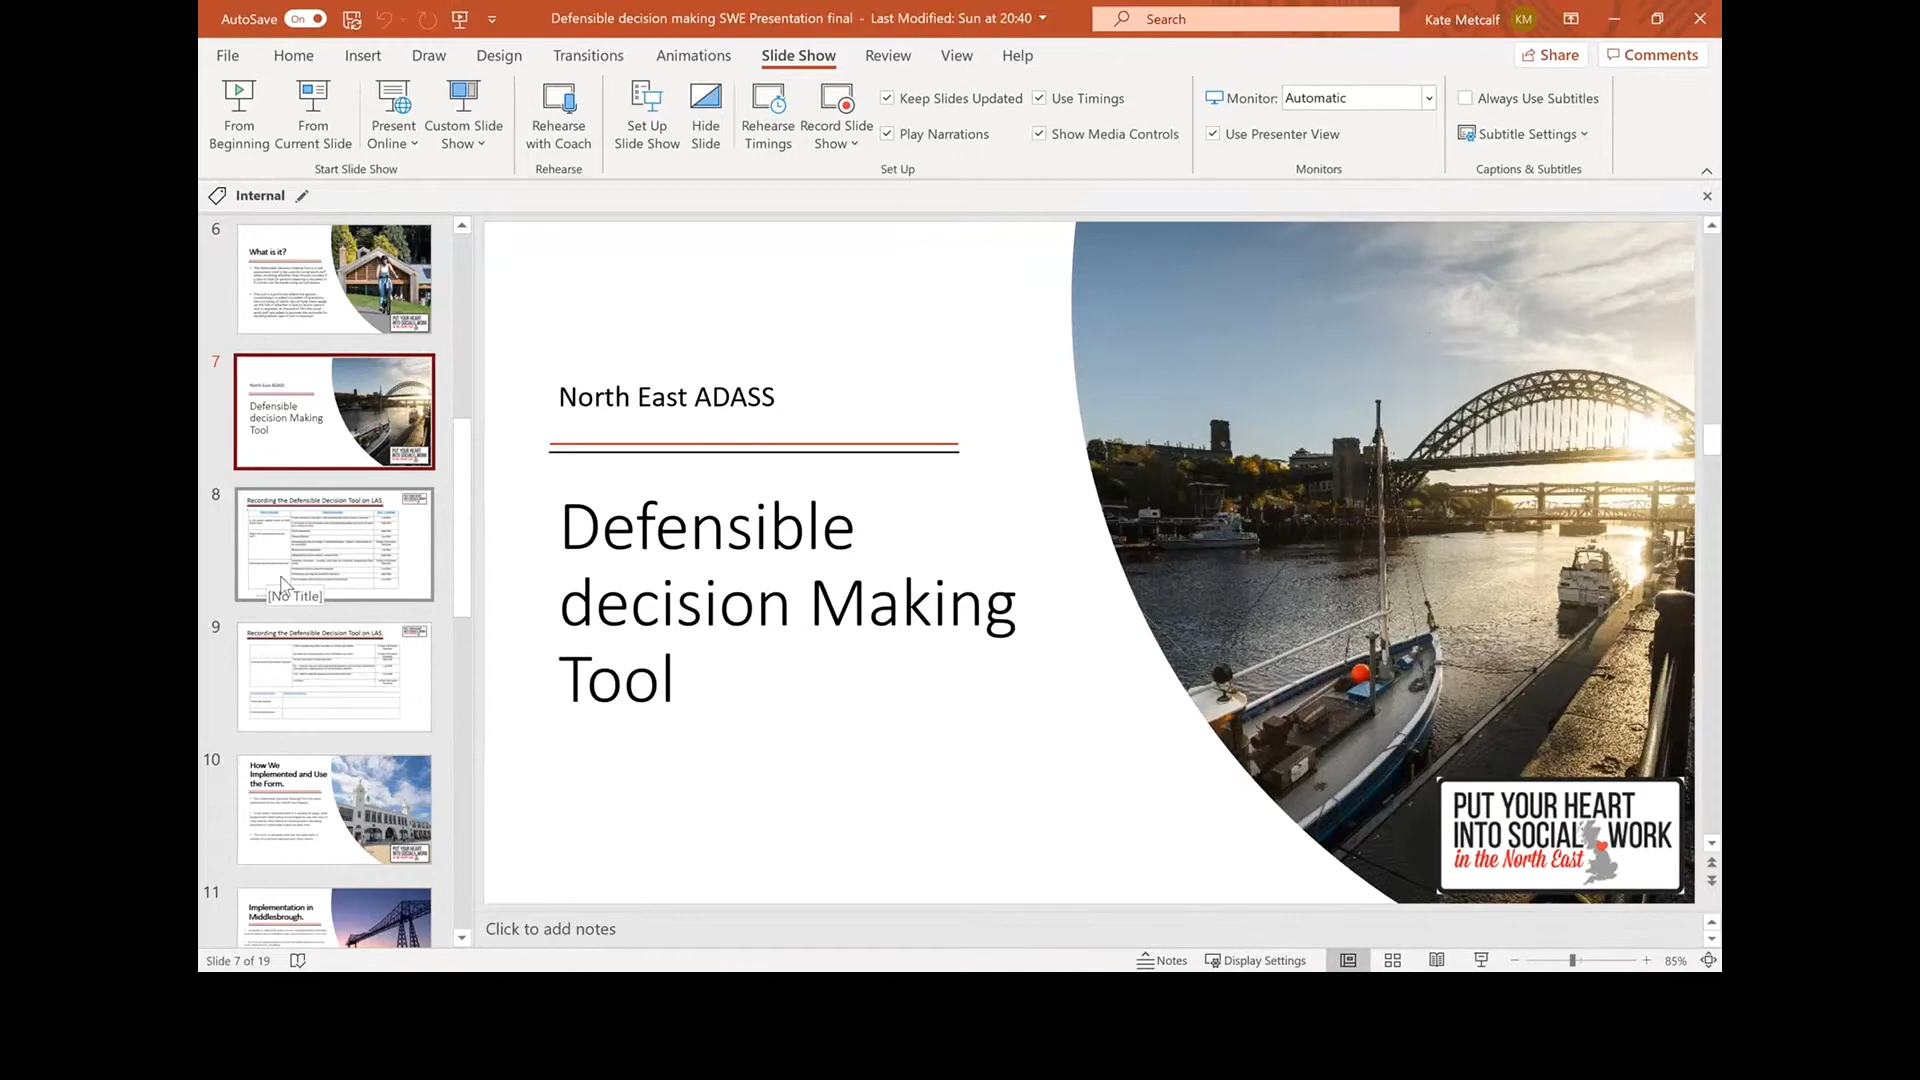 AutoSave On
Defensible decision making SWE Presentation final - Last Modified: Sun at 20:40
Search
Kate Metcalf KM
File Home Insert Draw Design Transitions Animations Slide Show Review View Help
Share Comments
From Beginning
From Current Slide
Present Online
Custom Slide Show
Start Slide Show
Rehearse with Coach
Rehearse
Set Up Slide Show
Hide Slide
Rehearse Timings
Record Slide Show
Keep Slides Updated
Play Narrations
Use Timings
Show Media Controls
Set Up
Monitor: Automatic
Use Presenter View
Monitors
Always Use Subtitles
Subtitle Settings
Captions & Subtitles
Internal
6
What is it?
7
North East ADASS
Defensible
decision Making
Tool
8
Recording the Defensible Decision Tool on LAS.
[No Title]
9
Recording the Defensible Decision Tool on LAS.
10
How We
Implemented and Use
the Form.
11
Implementation in
Middlesbrough.
North East ADASS
Defensible
decision Making
Tool
PUT YOUR HEART
INTO SOCIAL WORK
in the North East
Click to add notes
Slide 7 of 19
Notes
Display Settings
85%